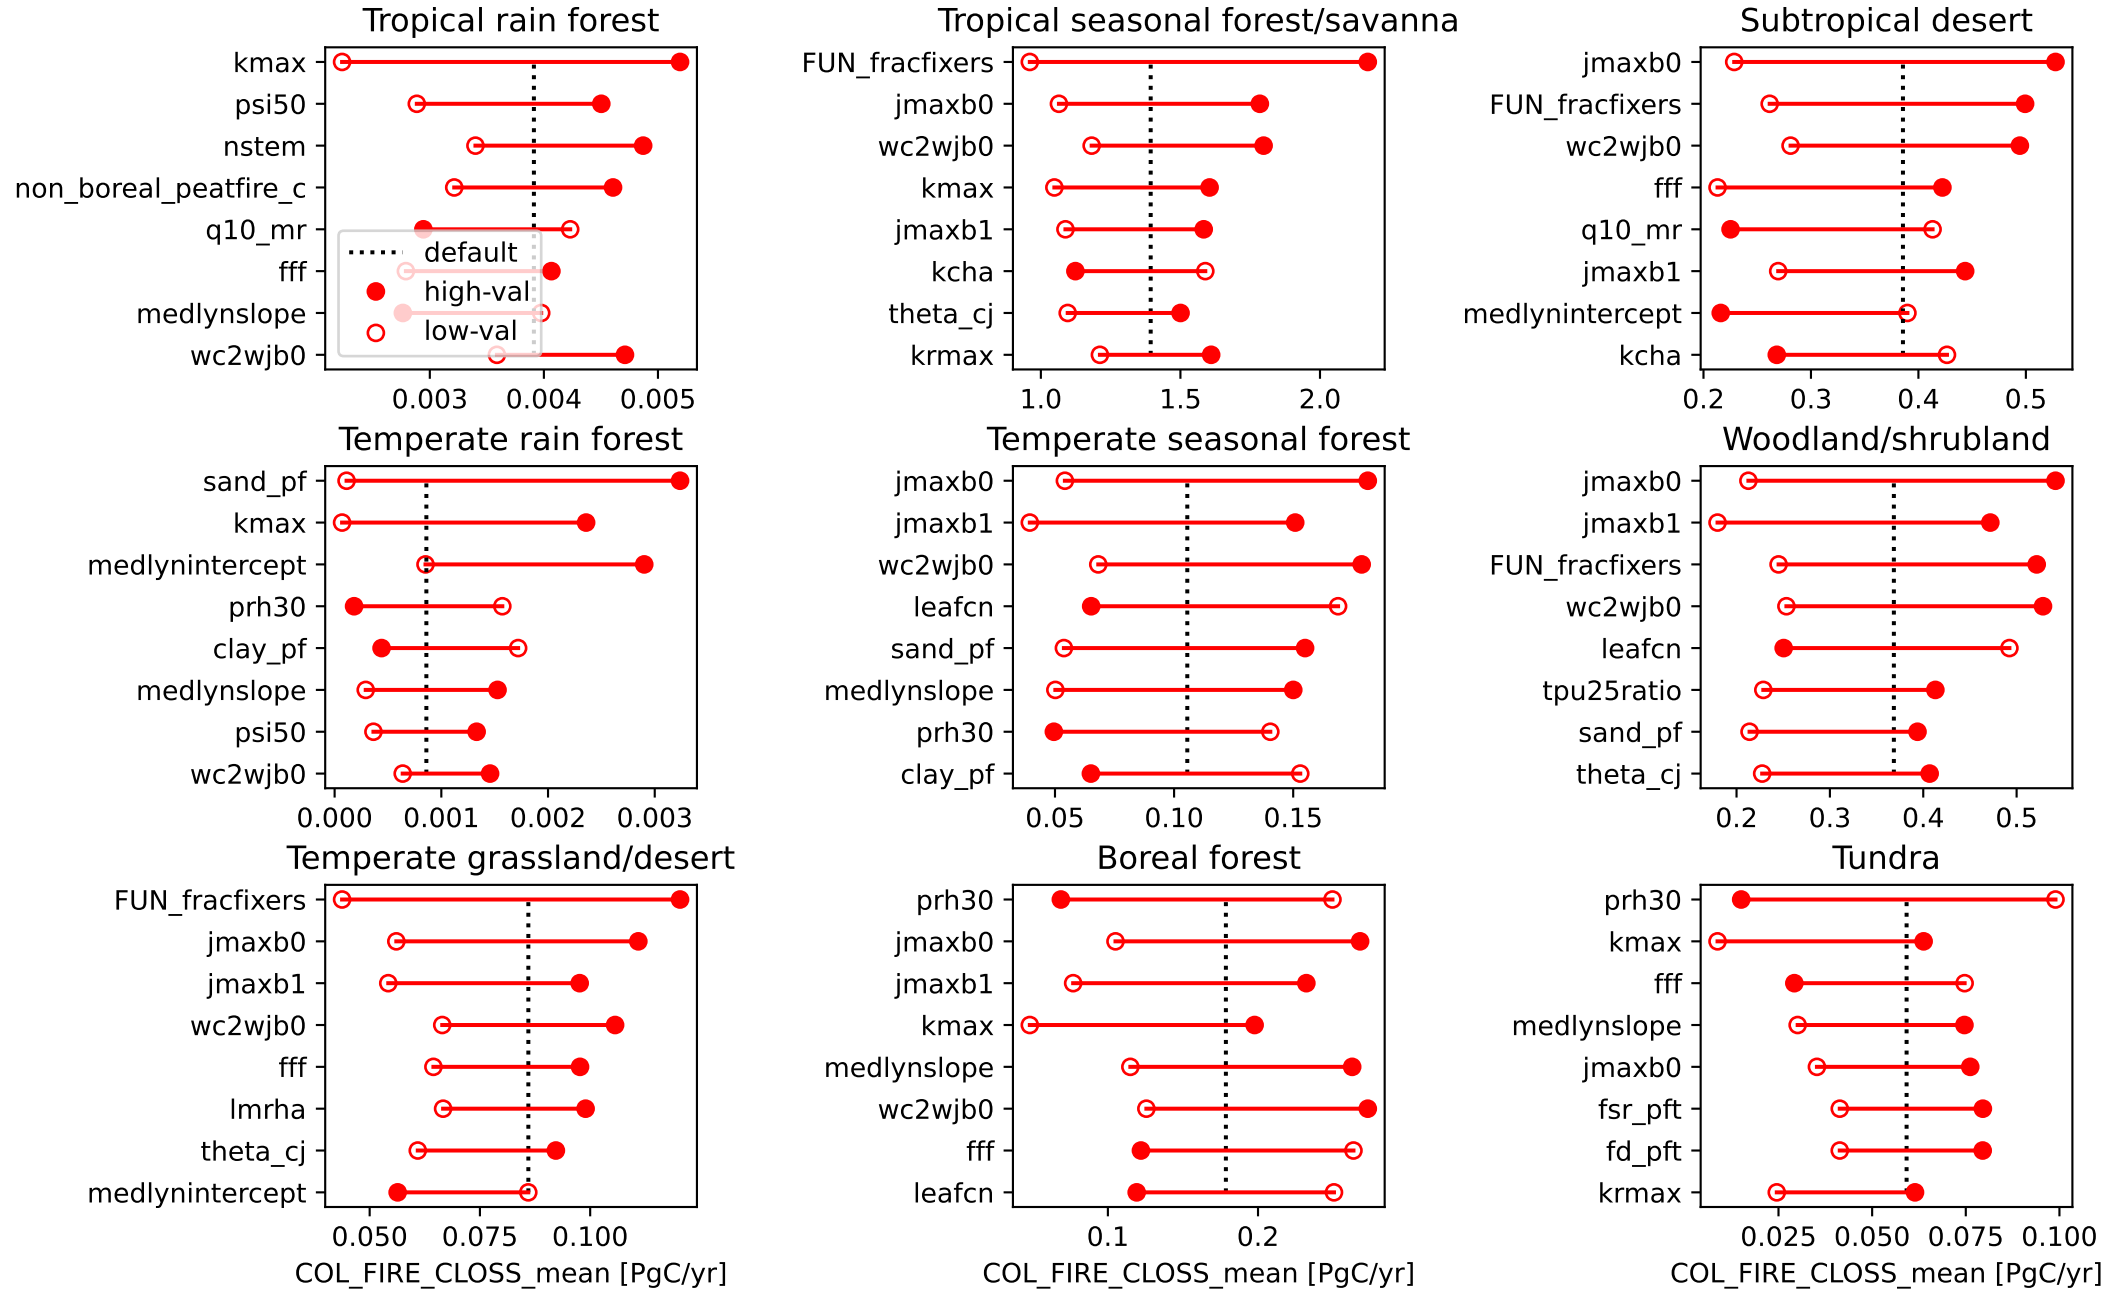 Tropical rain forest
kmax
psi50
nstem
non_boreal_peatfire_c
q10_mr
fff
medlynslope
wc2wjb0
default
high-val
low-val
0.003 0.004 0.005
Tropical seasonal forest/savanna
FUN_fracfixers
jmaxb0
wc2wjb0
kmax
jmaxb1
kcha
theta_cj
krmax
1.0 1.5 2.0
Subtropical desert
jmaxb0
FUN_fracfixers
wc2wjb0
fff
q10_mr
jmaxb1
medlynintercept
kcha
0.2 0.3 0.4 0.5
Temperate rain forest
sand_pf
kmax
medlynintercept
prh30
clay_pf
medlynslope
psi50
wc2wjb0
0.000 0.001 0.002 0.003
Temperate seasonal forest
jmaxb0
jmaxb1
wc2wjb0
leafcn
sand_pf
medlynslope
prh30
clay_pf
0.05 0.10 0.15
Woodland/shrubland
jmaxb0
jmaxb1
FUN_fracfixers
wc2wjb0
leafcn
tpu25ratio
sand_pf
theta_cj
0.2 0.3 0.4 0.5
Temperate grassland/desert
FUN_fracfixers
jmaxb0
jmaxb1
wc2wjb0
fff
lmrha
theta_cj
medlynintercept
0.050 0.075 0.100
COL_FIRE_CLOSS_mean [PgC/yr]
Boreal forest
prh30
jmaxb0
jmaxb1
kmax
medlynslope
wc2wjb0
fff
leafcn
0.1 0.2
COL_FIRE_CLOSS_mean [PgC/yr]
Tundra
prh30
kmax
fff
medlynslope
jmaxb0
fsr_pft
fd_pft
krmax
0.025 0.050 0.075 0.100
COL_FIRE_CLOSS_mean [PgC/yr]